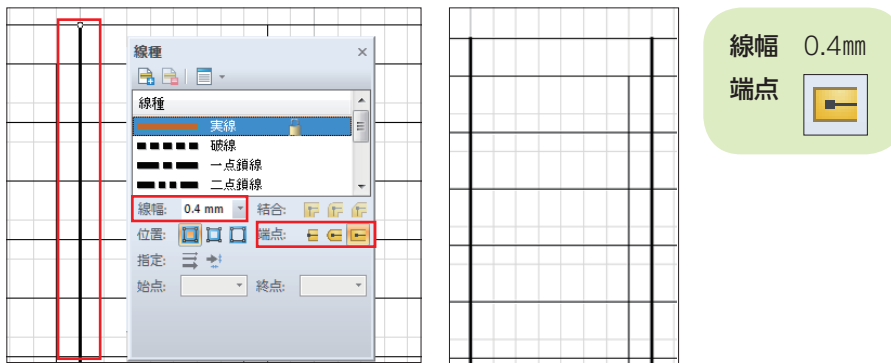 線種
線種
実線
破線
一点鎖線
二点鎖線
線幅: 0.4 mm 結合:
位置: 端点:
指定:
始点: 終点:
線幅 0.4㎜
端点